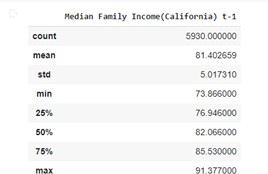 Median Family Income(California) t-1
count 5930.000000
mean 81.402659
std 5.017310
min 73.866000
25% 76.946000
50% 82.066000
75% 85.530000
max 91.377000